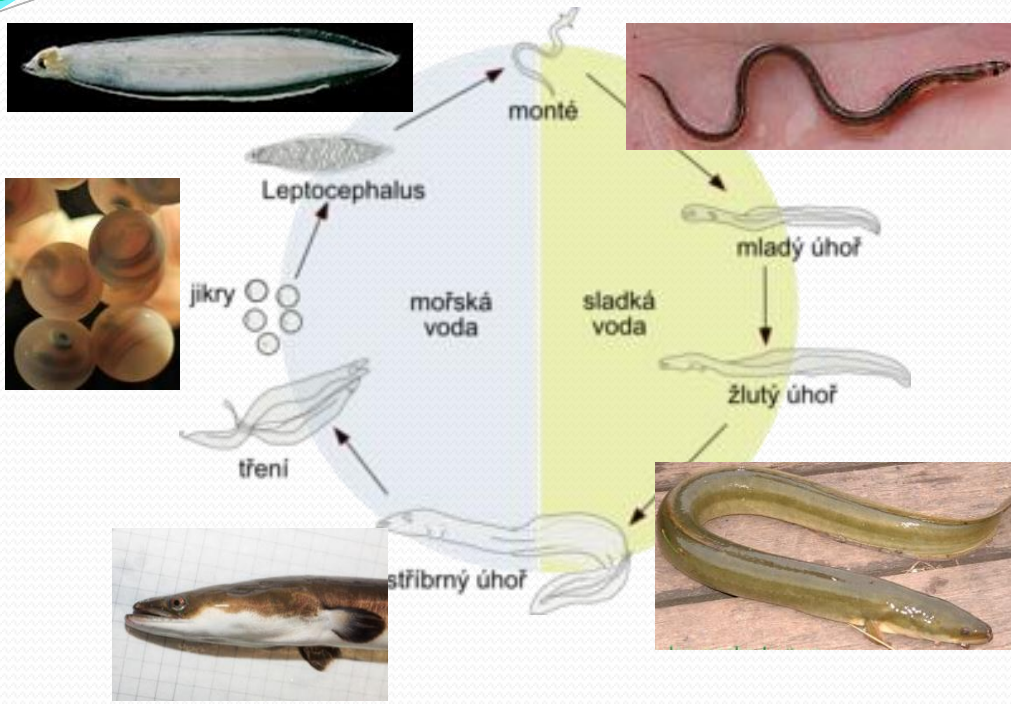 monté
Leptocephalus
mladý úhoř
jikry
mořská
voda
sladká
voda
žlutý úhoř
tření
stříbrný úhoř